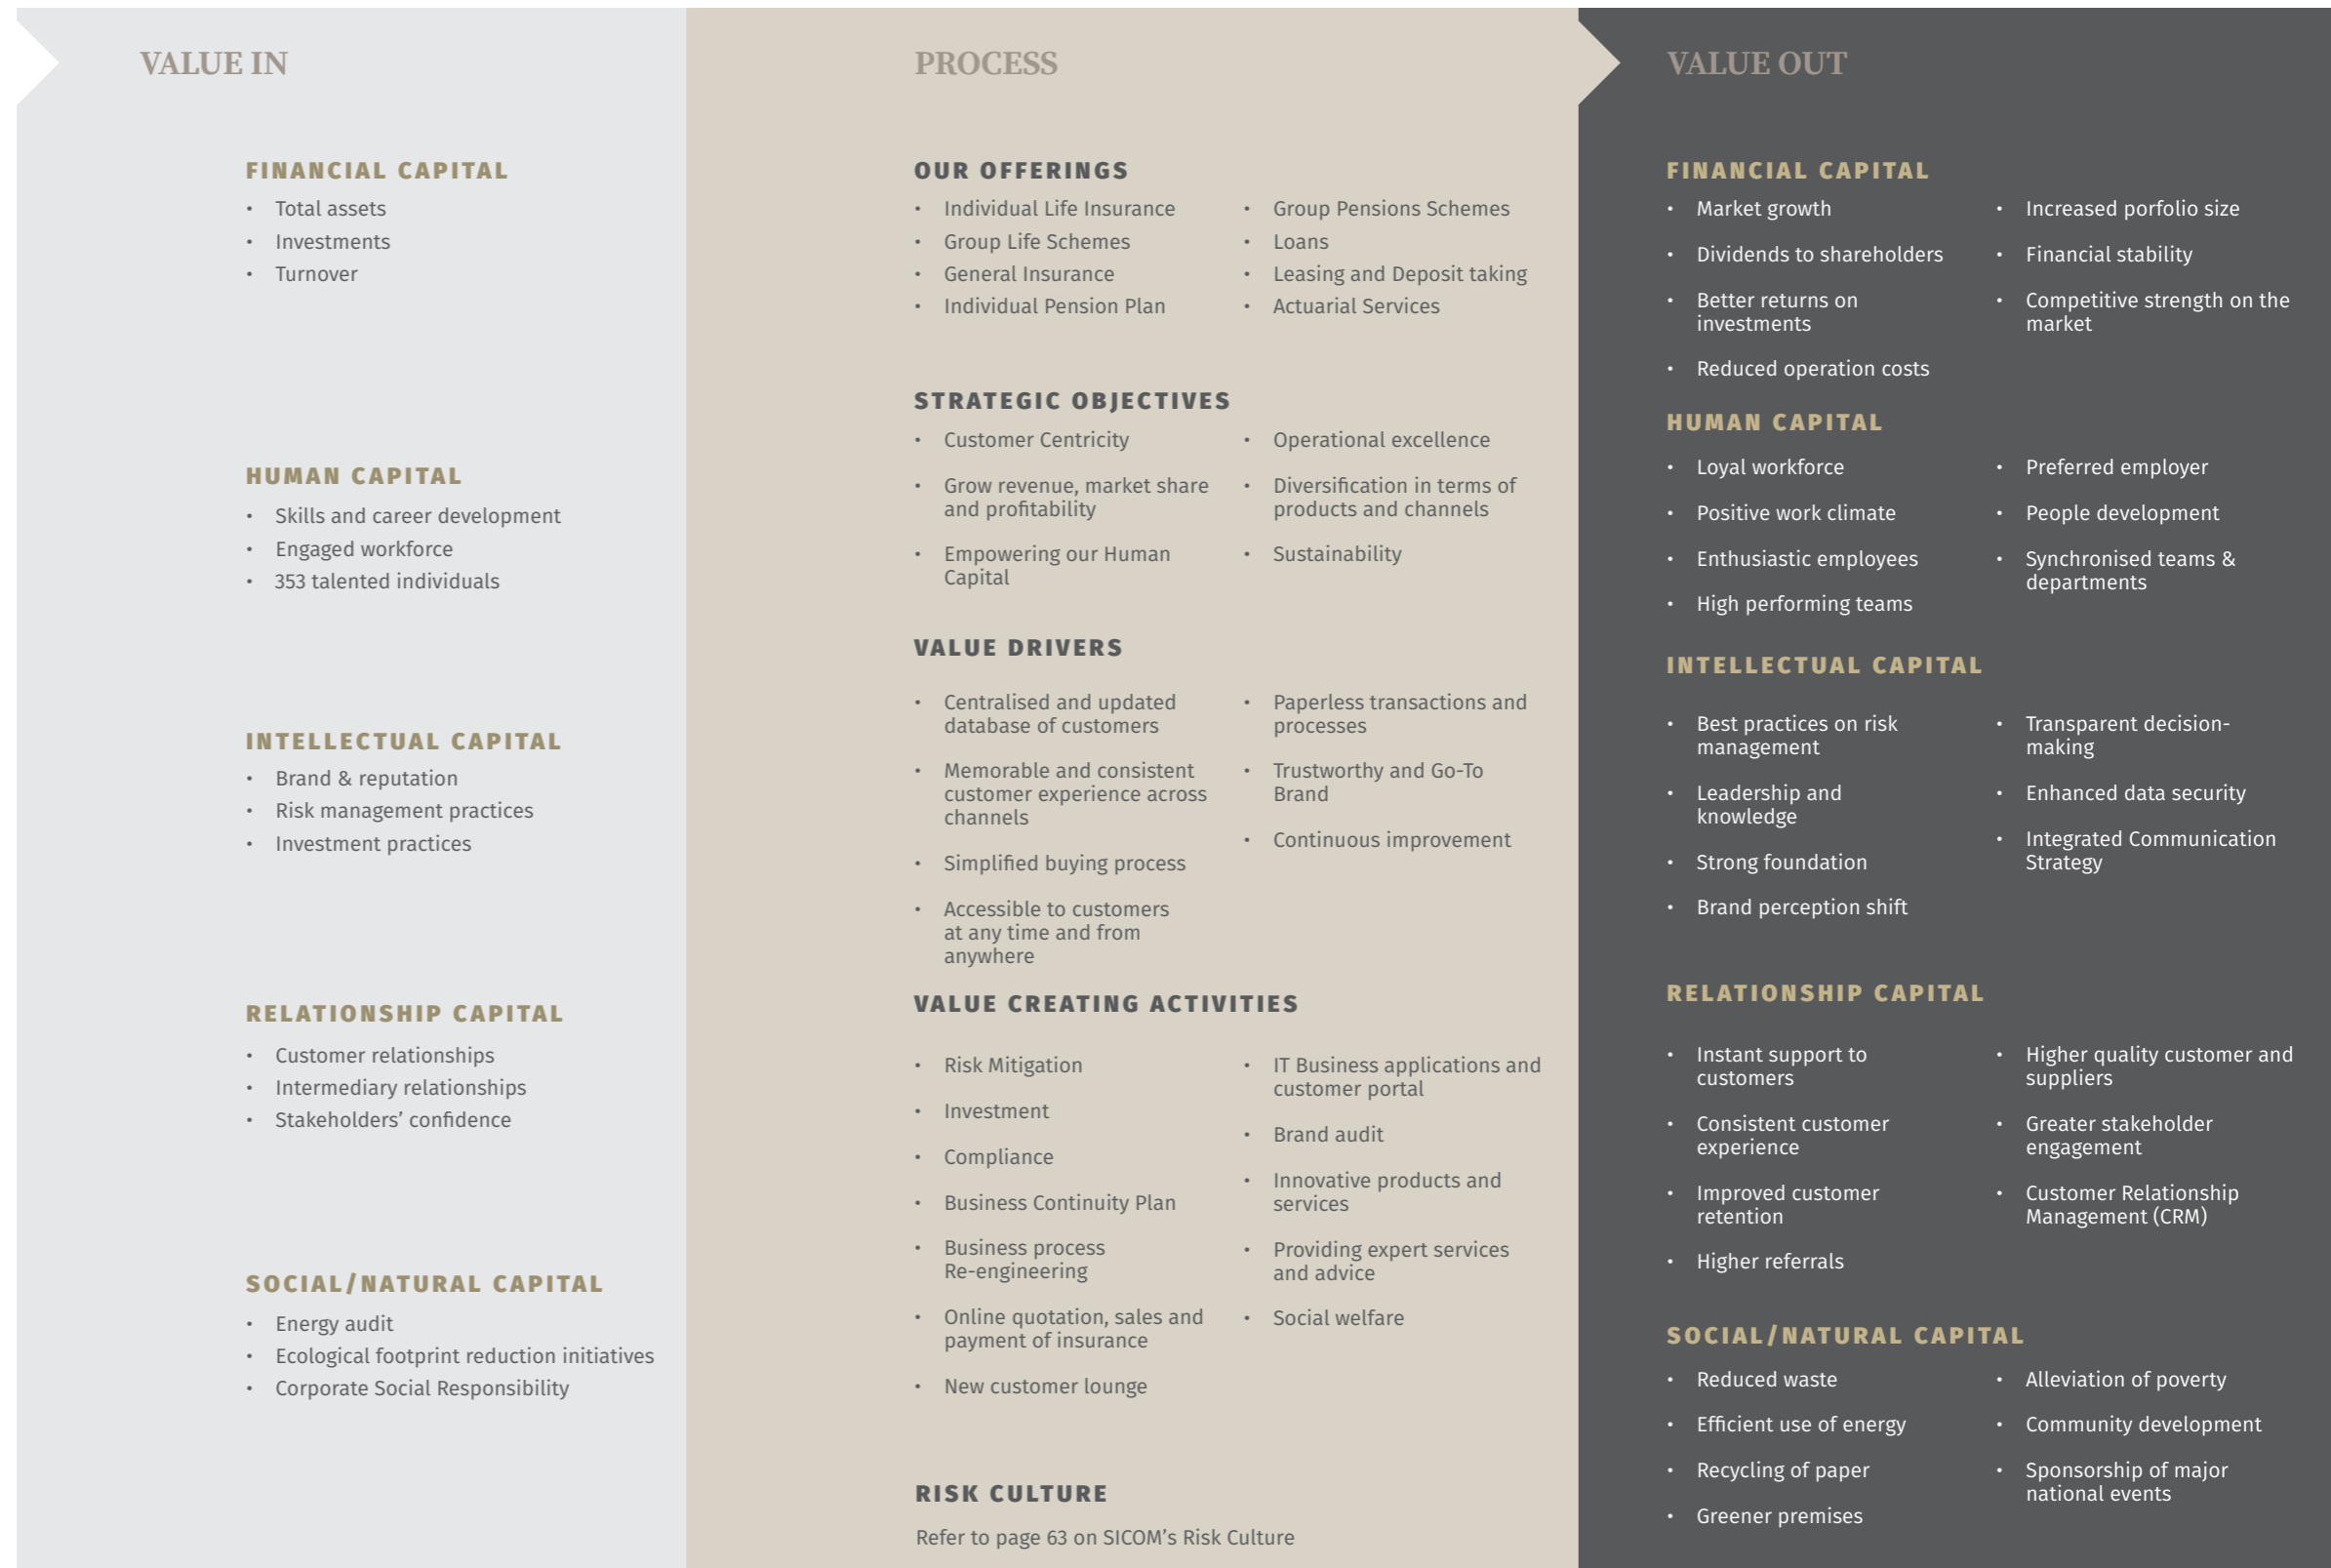 VALUE IN
FINANCIAL CAPITAL
• Total assets
• Investments
• Turnover
HUMAN CAPITAL
• Skills and career development
• Engaged workforce
• 353 talented individuals
INTELLECTUAL CAPITAL
• Brand & reputation
• Risk management practices
• Investment practices
RELATIONSHIP CAPITAL
• Customer relationships
• Intermediary relationships
• Stakeholders’ confidence
SOCIAL/NATURAL CAPITAL
• Energy audit
• Ecological footprint reduction initiatives
• Corporate Social Responsibility
PROCESS
OUR OFFERINGS
• Individual Life Insurance
• Group Life Schemes
• General Insurance
• Individual Pension Plan
• Group Pensions Schemes
• Loans
• Leasing and Deposit taking
• Actuarial Services
STRATEGIC OBJECTIVES
• Customer Centricity
• Grow revenue, market share
and profitability
• Empowering our Human
Capital
• Operational excellence
• Diversification in terms of
products and channels
• Sustainability
VALUE DRIVERS
• Centralised and updated
database of customers
• Memorable and consistent
customer experience across
channels
• Simplified buying process
• Accessible to customers
at any time and from
anywhere
• Paperless transactions and
processes
• Trustworthy and Go-To
Brand
• Continuous improvement
VALUE CREATING ACTIVITIES
• Risk Mitigation
• Investment
• Compliance
• Business Continuity Plan
• Business process
Re-engineering
• Online quotation, sales and
payment of insurance
• New customer lounge
• IT Business applications and
customer portal
• Brand audit
• Innovative products and
services
• Providing expert services
and advice
• Social welfare
RISK CULTURE
Refer to page 63 on SICOM’s Risk Culture
VALUE OUT
FINANCIAL CAPITAL
• Market growth
• Dividends to shareholders
• Better returns on
investments
• Reduced operation costs
• Increased porfolio size
• Financial stability
• Competitive strength on the
market
HUMAN CAPITAL
• Loyal workforce
• Positive work climate
• Enthusiastic employees
• High performing teams
• Preferred employer
• People development
• Synchronised teams &
departments
INTELLECTUAL CAPITAL
• Best practices on risk
management
• Leadership and
knowledge
• Strong foundation
• Brand perception shift
• Transparent decision-
making
• Enhanced data security
• Integrated Communication
Strategy
RELATIONSHIP CAPITAL
• Instant support to
customers
• Consistent customer
experience
• Improved customer
retention
• Higher referrals
• Higher quality customer and
suppliers
• Greater stakeholder
engagement
• Customer Relationship
Management (CRM)
SOCIAL/NATURAL CAPITAL
• Reduced waste
• Efficient use of energy
• Recycling of paper
• Greener premises
• Alleviation of poverty
• Community development
• Sponsorship of major
national events